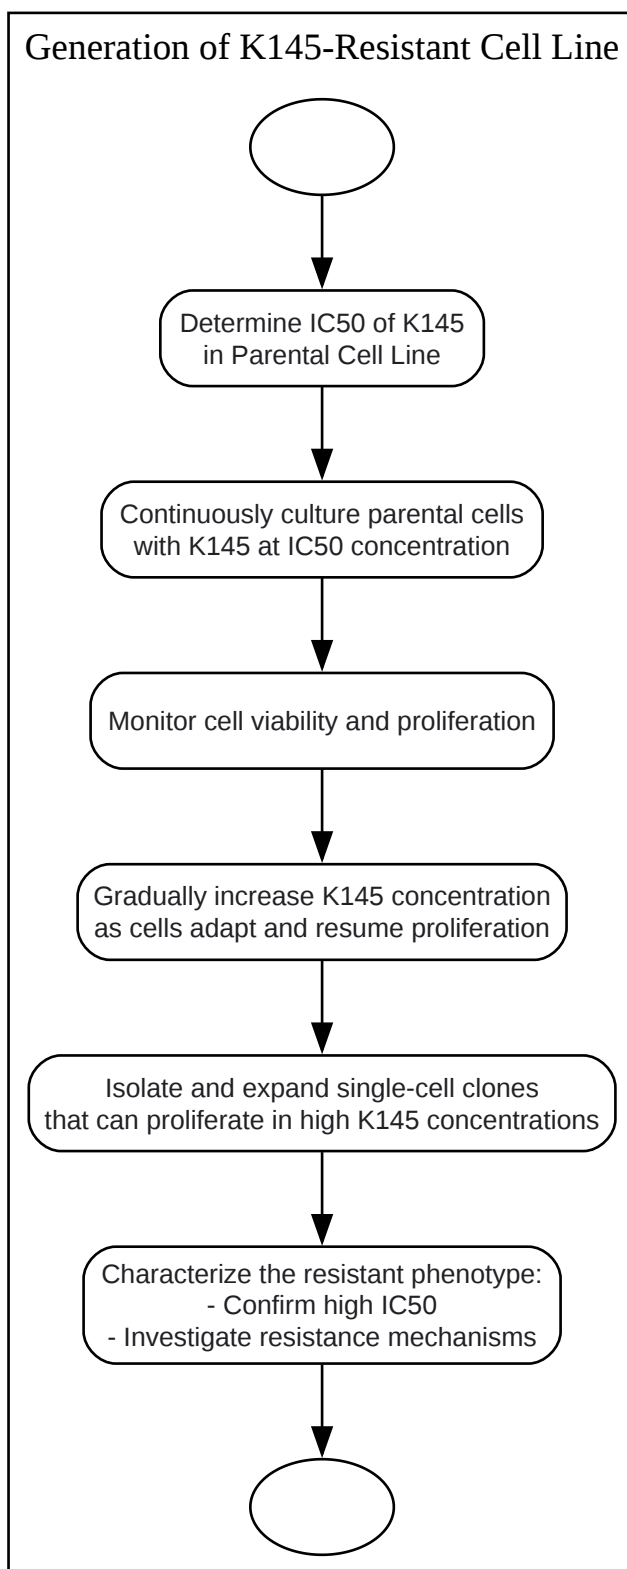 Generation of K145-Resistant Cell Line
Determine IC50 of K145
in Parental Cell Line
Continuously culture parental cells
with K145 at IC50 concentration
Monitor cell viability and proliferation
Gradually increase K145 concentration
as cells adapt and resume proliferation
Isolate and expand single-cell clones
that can proliferate in high K145 concentrations
Characterize the resistant phenotype:
- Confirm high IC50
- Investigate resistance mechanisms